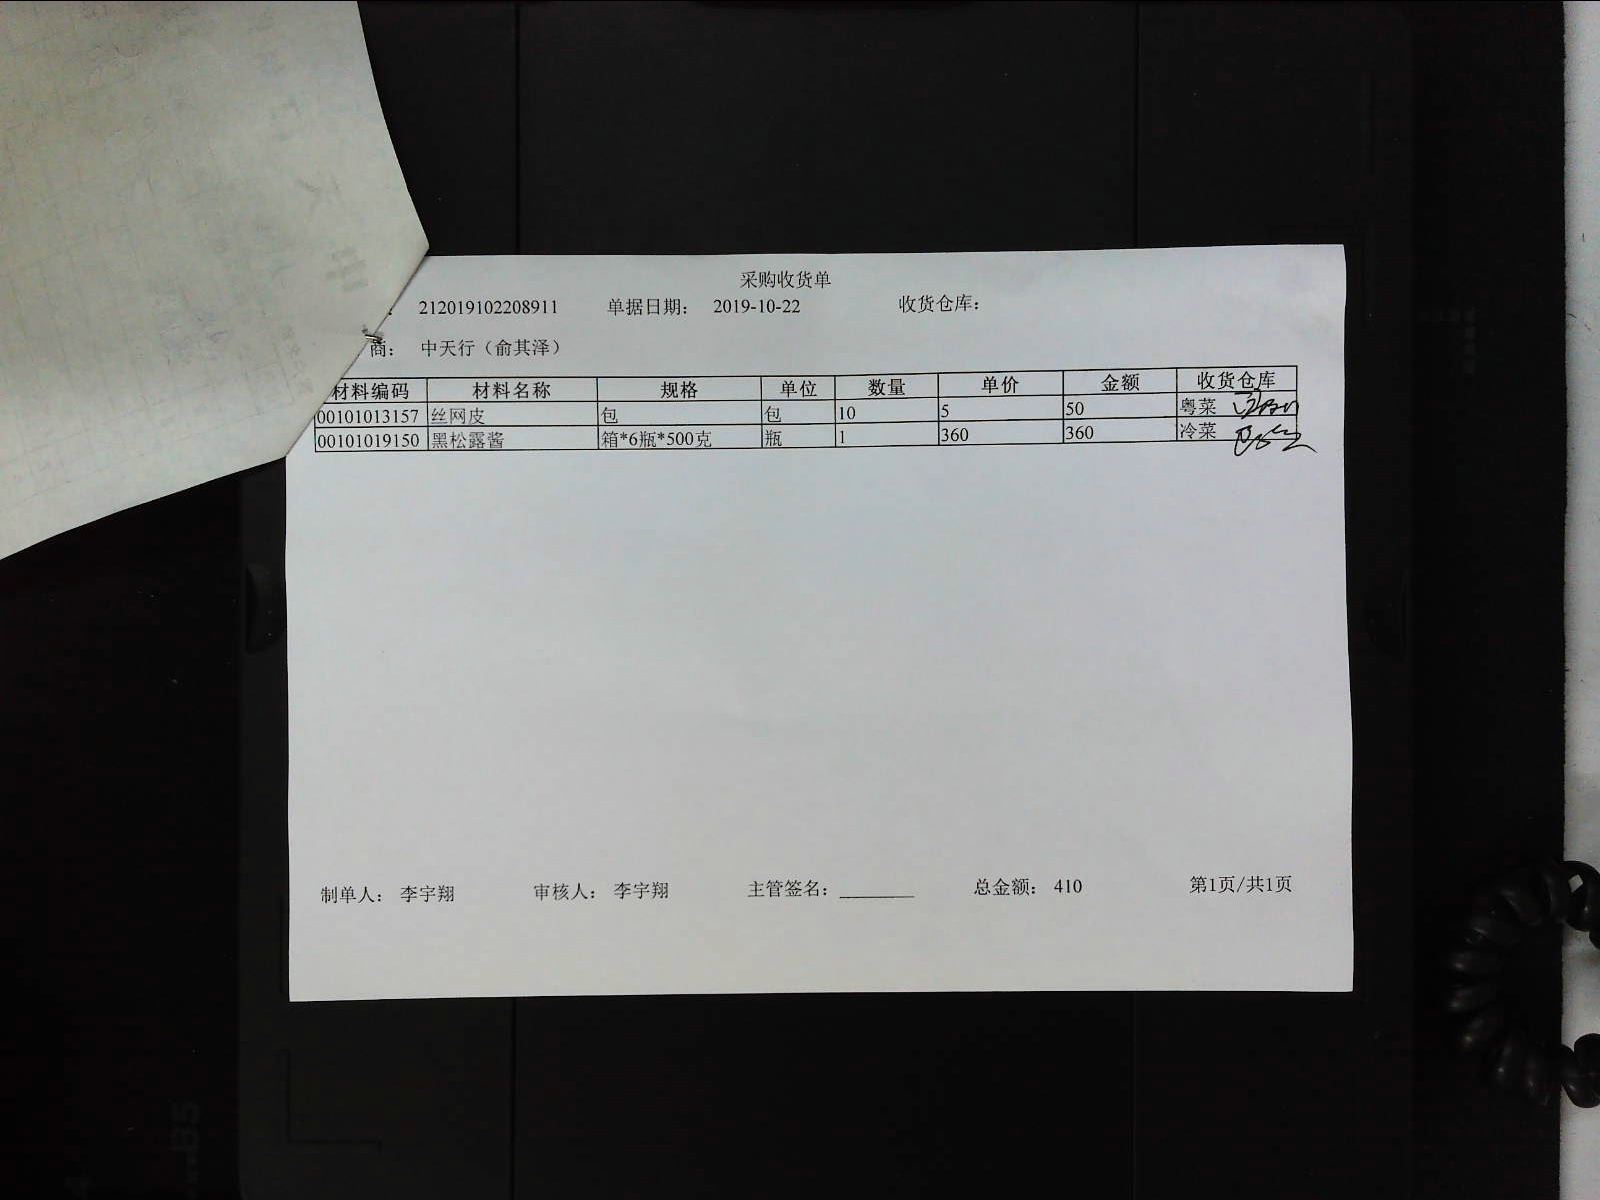 采购收货单
212019102208911 单据日期： 2019-10-22 收货仓库：
商： 中天行（俞其泽）
材料编码 材料名称 规格 单位 数量 单价 金额 收货仓库
00101013157 丝网皮 包 包 10 5 50 粤菜
00101019150 黑松露酱 箱*6瓶*500克 瓶 1 360 360 冷菜
制单人： 李宇翔 审核人： 李宇翔 主管签名： 总金额： 410 第1页/共1页